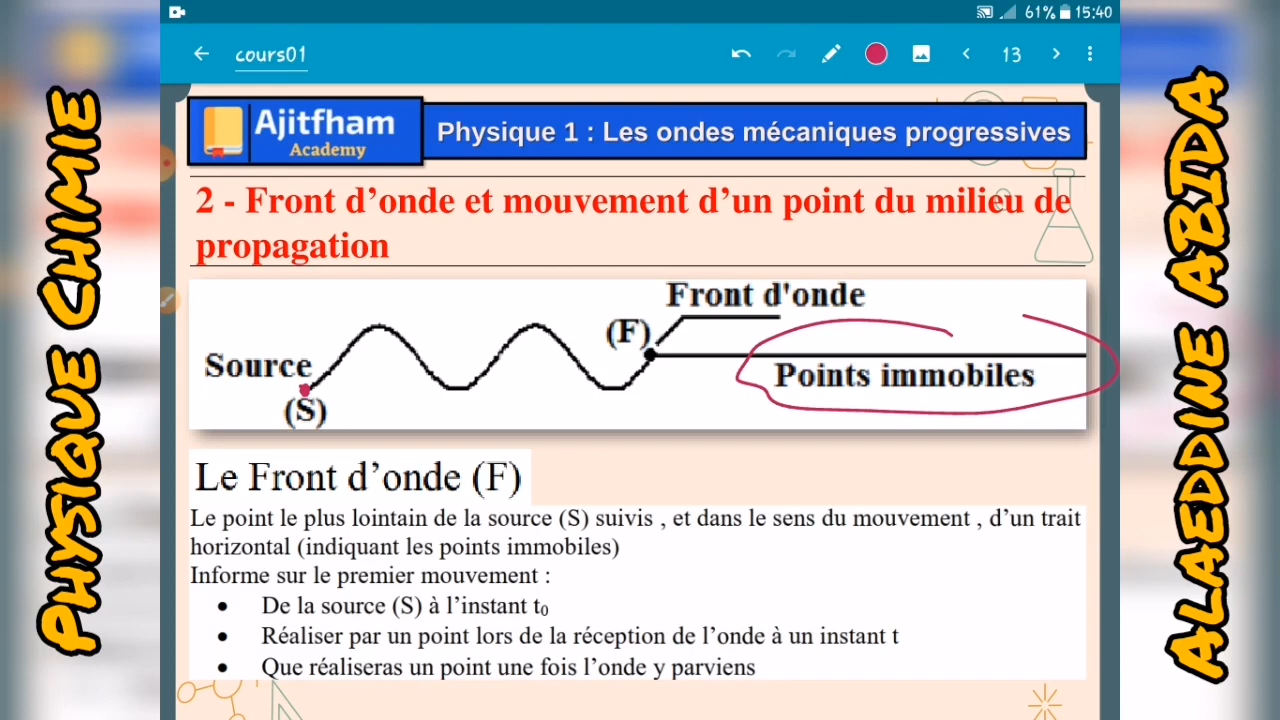 PHYSIQUE CHIMIE
61% 15:40
cours01
13
Ajitfham
Academy
Physique 1 : Les ondes mécaniques progressives
2 - Front d’onde et mouvement d’un point du milieu de
propagation
Front d'onde
(F)
Source
Points immobiles
(S)
Le Front d’onde (F)
Le point le plus lointain de la source (S) suivis , et dans le sens du mouvement , d’un trait
horizontal (indiquant les points immobiles)
Informe sur le premier mouvement :
• De la source (S) à l’instant t₀
• Réaliser par un point lors de la réception de l’onde à un instant t
• Que réaliseras un point une fois l’onde y parviens
ALAEDDINE ABIDA